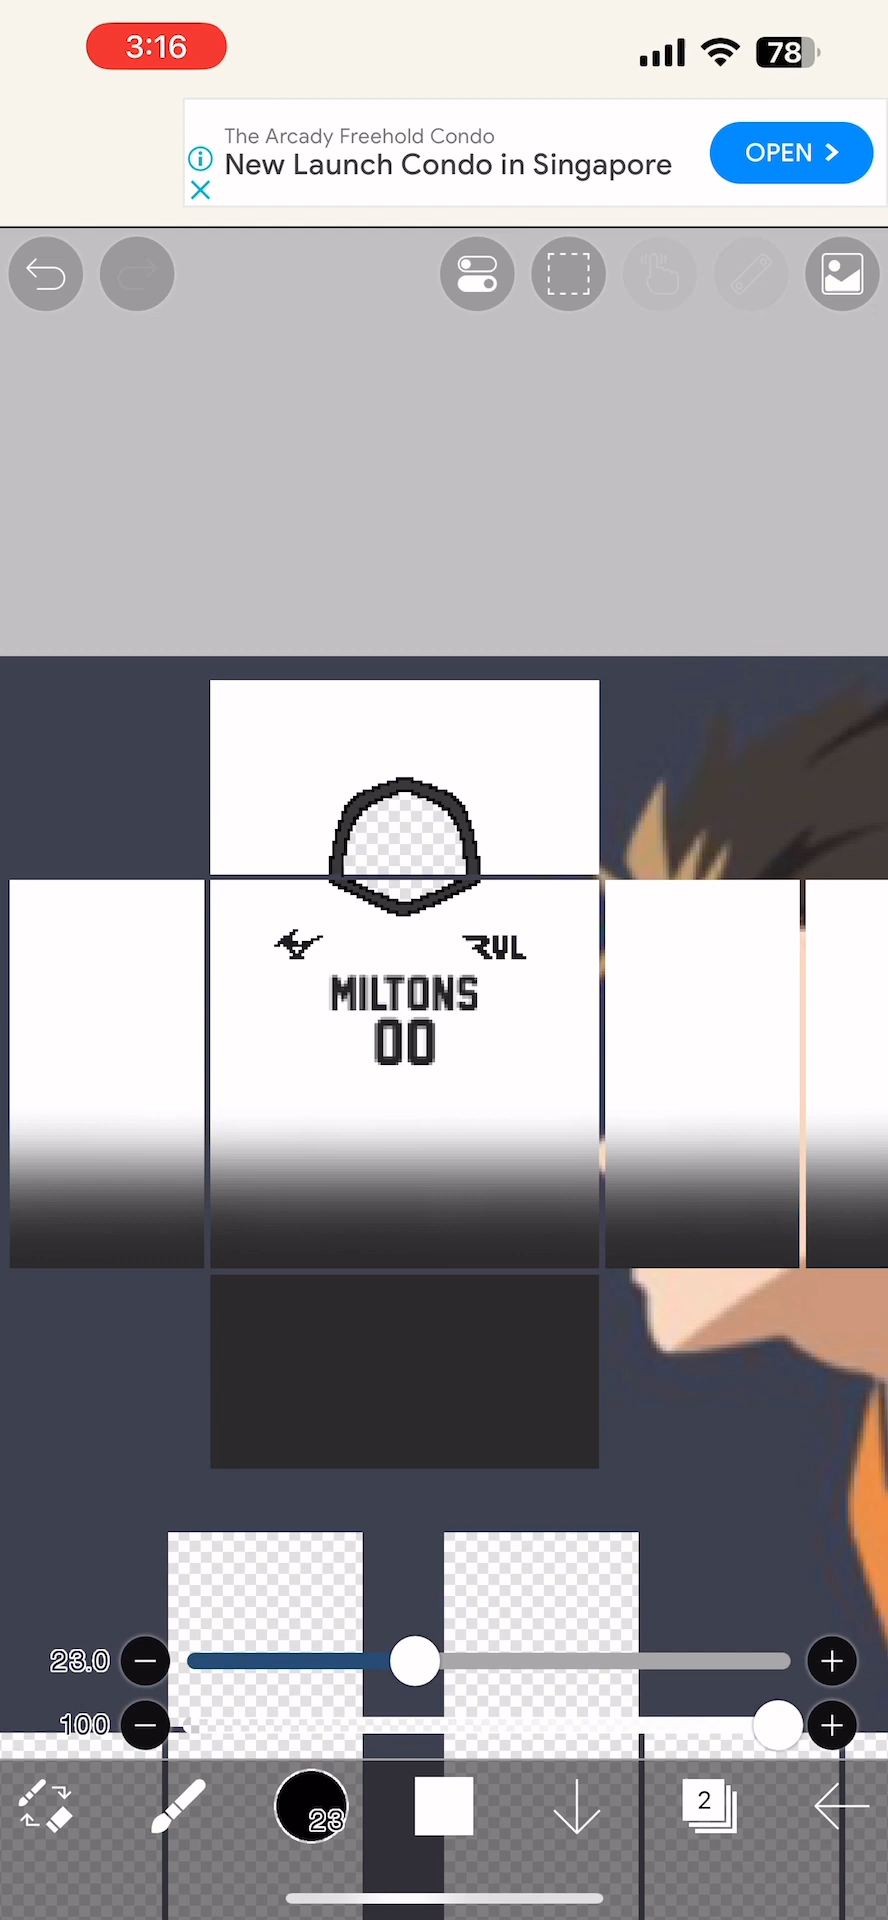 3:16
78
The Arcady Freehold Condo
New Launch Condo in Singapore
OPEN
RVL
MILTONS
00
23.0
100
23
2